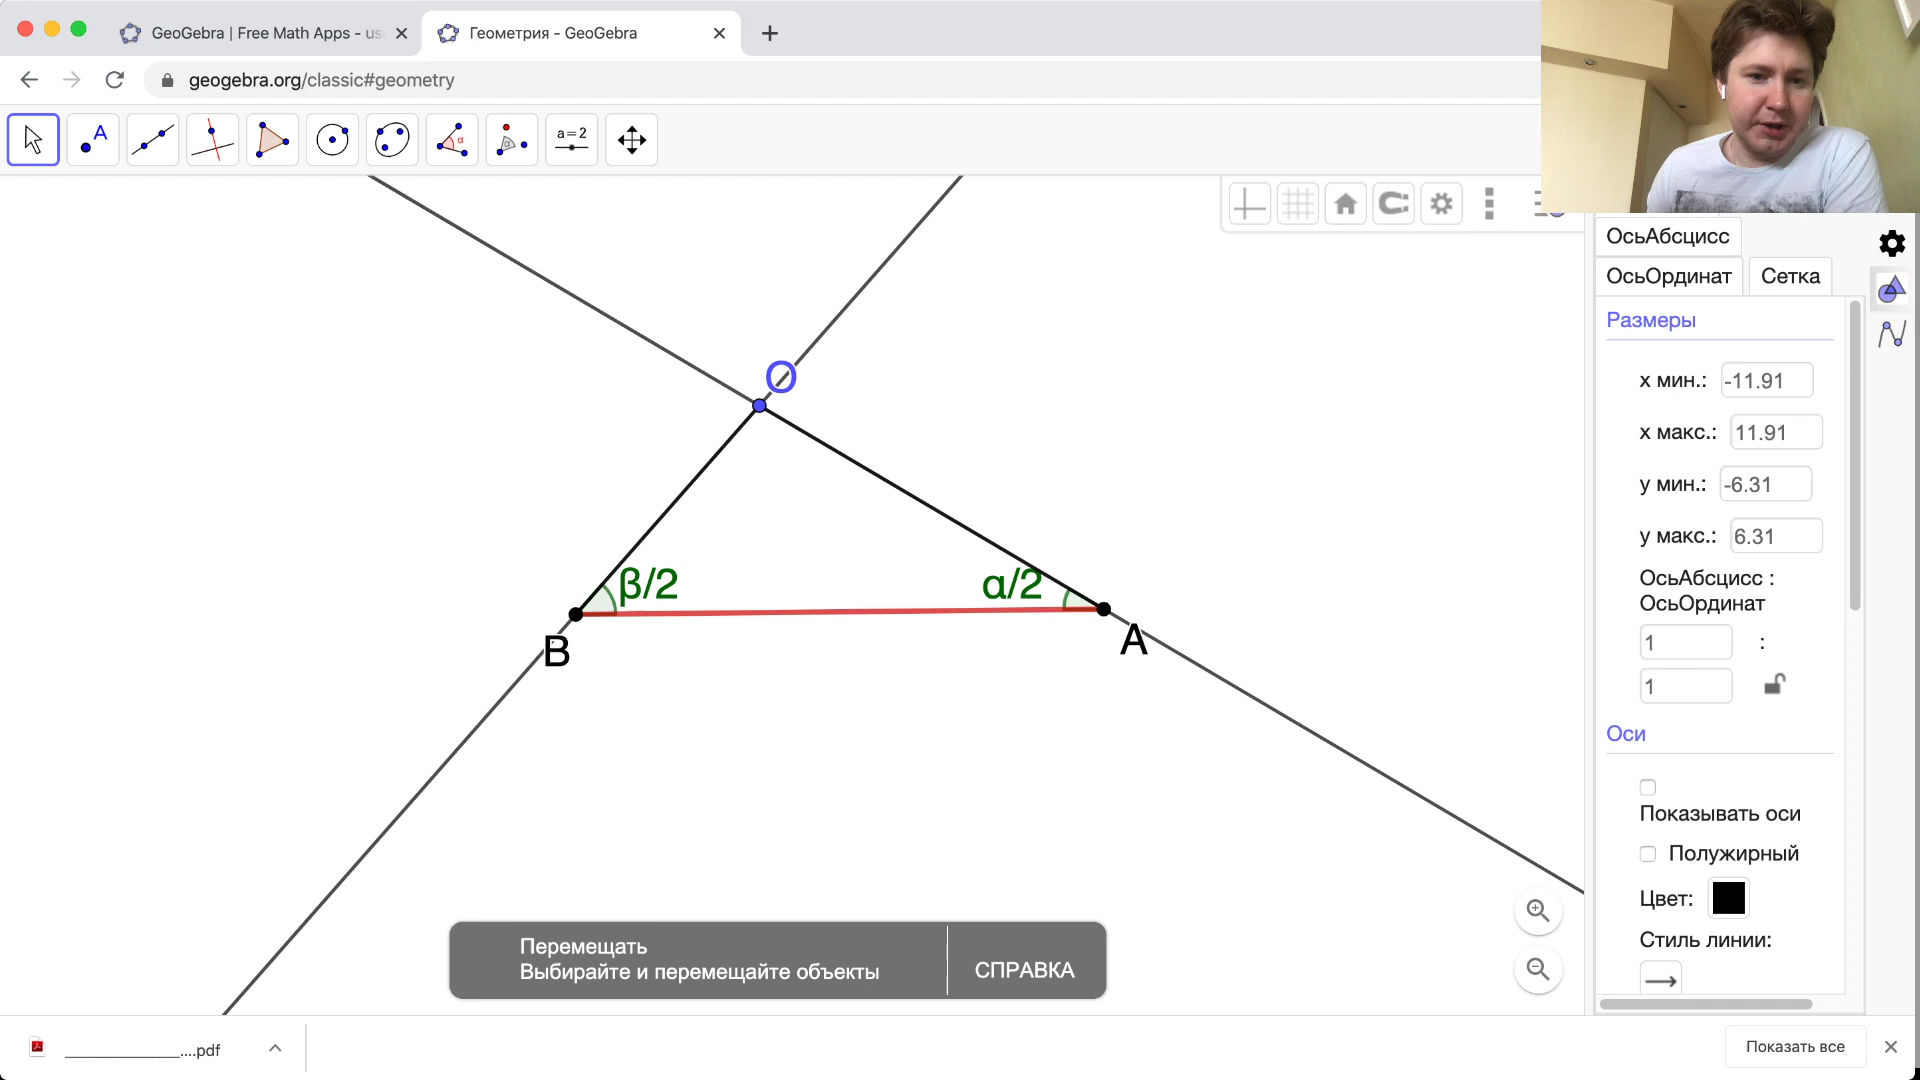 GeoGebra | Free Math Apps - us
Геометрия - GeoGebra
geogebra.org/classic#geometry
A
α
α
a=2
ОсьАбсцисс
ОсьОрдинат
Сетка
Размеры
x мин.: -11.91
x макс.: 11.91
y мин.: -6.31
y макс.: 6.31
ОсьАбсцисс :
ОсьОрдинат
1 :
1
Оси
Показывать оси
Полужирный
Цвет:
Стиль линии:
O
β/2
α/2
B
A
Перемещать
Выбирайте и перемещайте объекты
СПРАВКА
_______________....pdf
Показать все